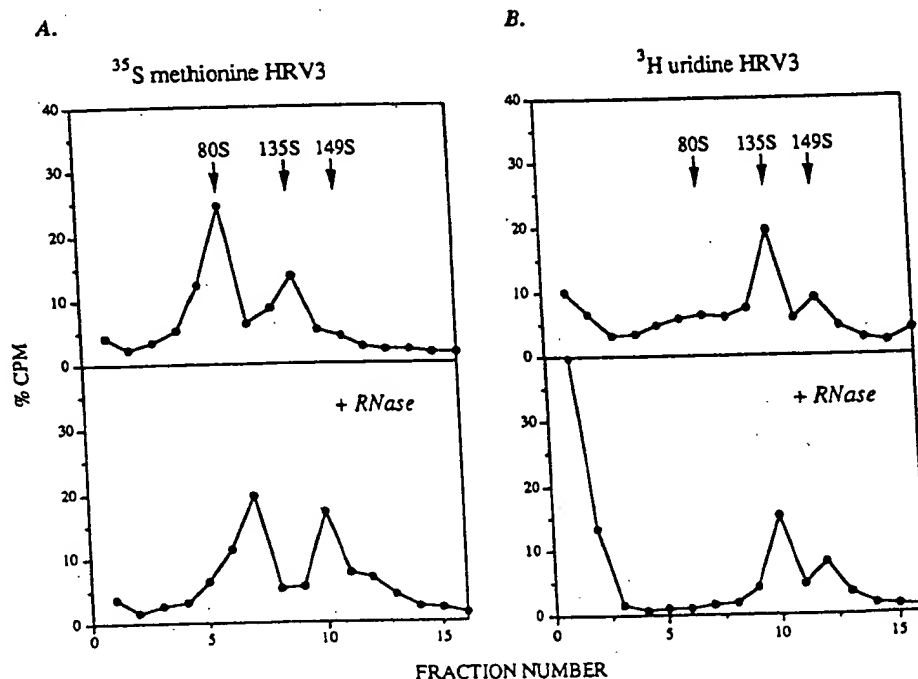 A.
³⁵S methionine HRV3
40
80S 135S 149S
30
20
10
0
+ RNase
30
20
10
0
0 5 10 15
B.
³H uridine HRV3
40
80S 135S 149S
30
20
10
0
+ RNase
30
20
10
0
0 5 10 15
% CPM
FRACTION NUMBER